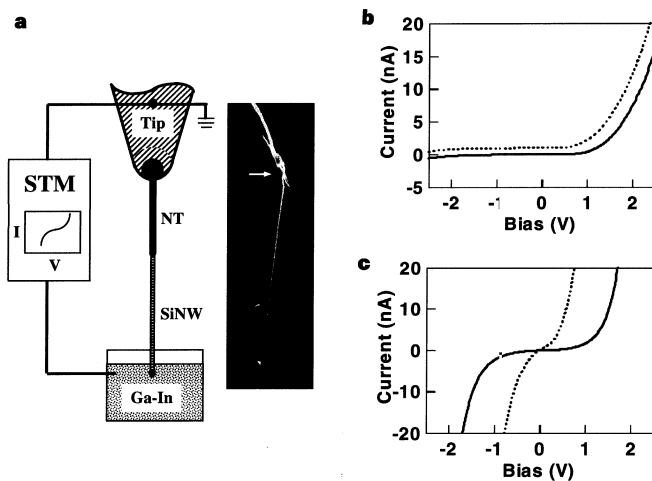 a
Tip
STM
I
V
NT
SiNW
Ga-In
b
Current (nA)
20
15
10
5
0
-5
-2 -1 0 1 2
Bias (V)
c
Current (nA)
20
10
0
-10
-20
-2 -1 0 1 2
Bias (V)